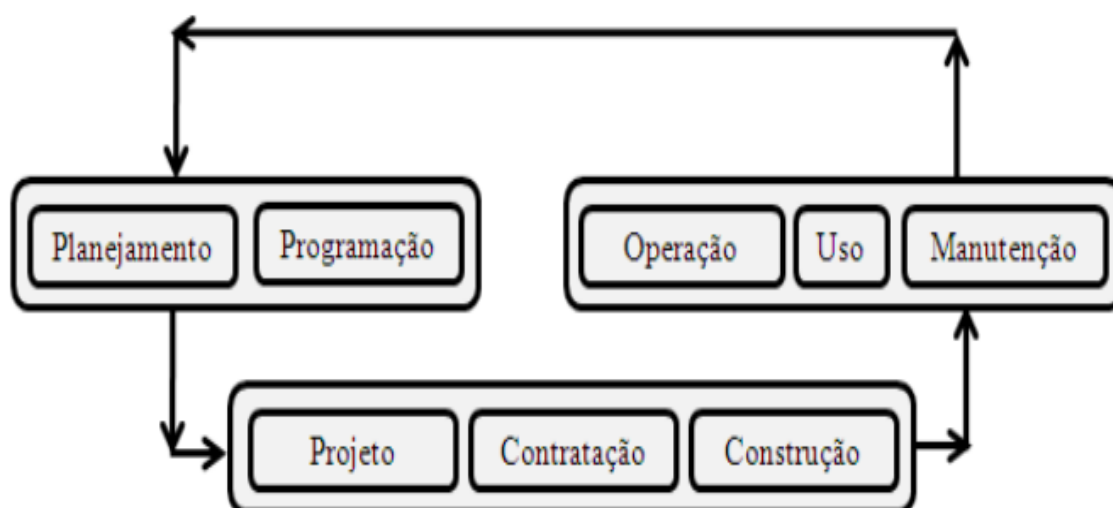 Planejamento
Programação
Operação
Uso
Manutenção
Projeto
Contratação
Construção